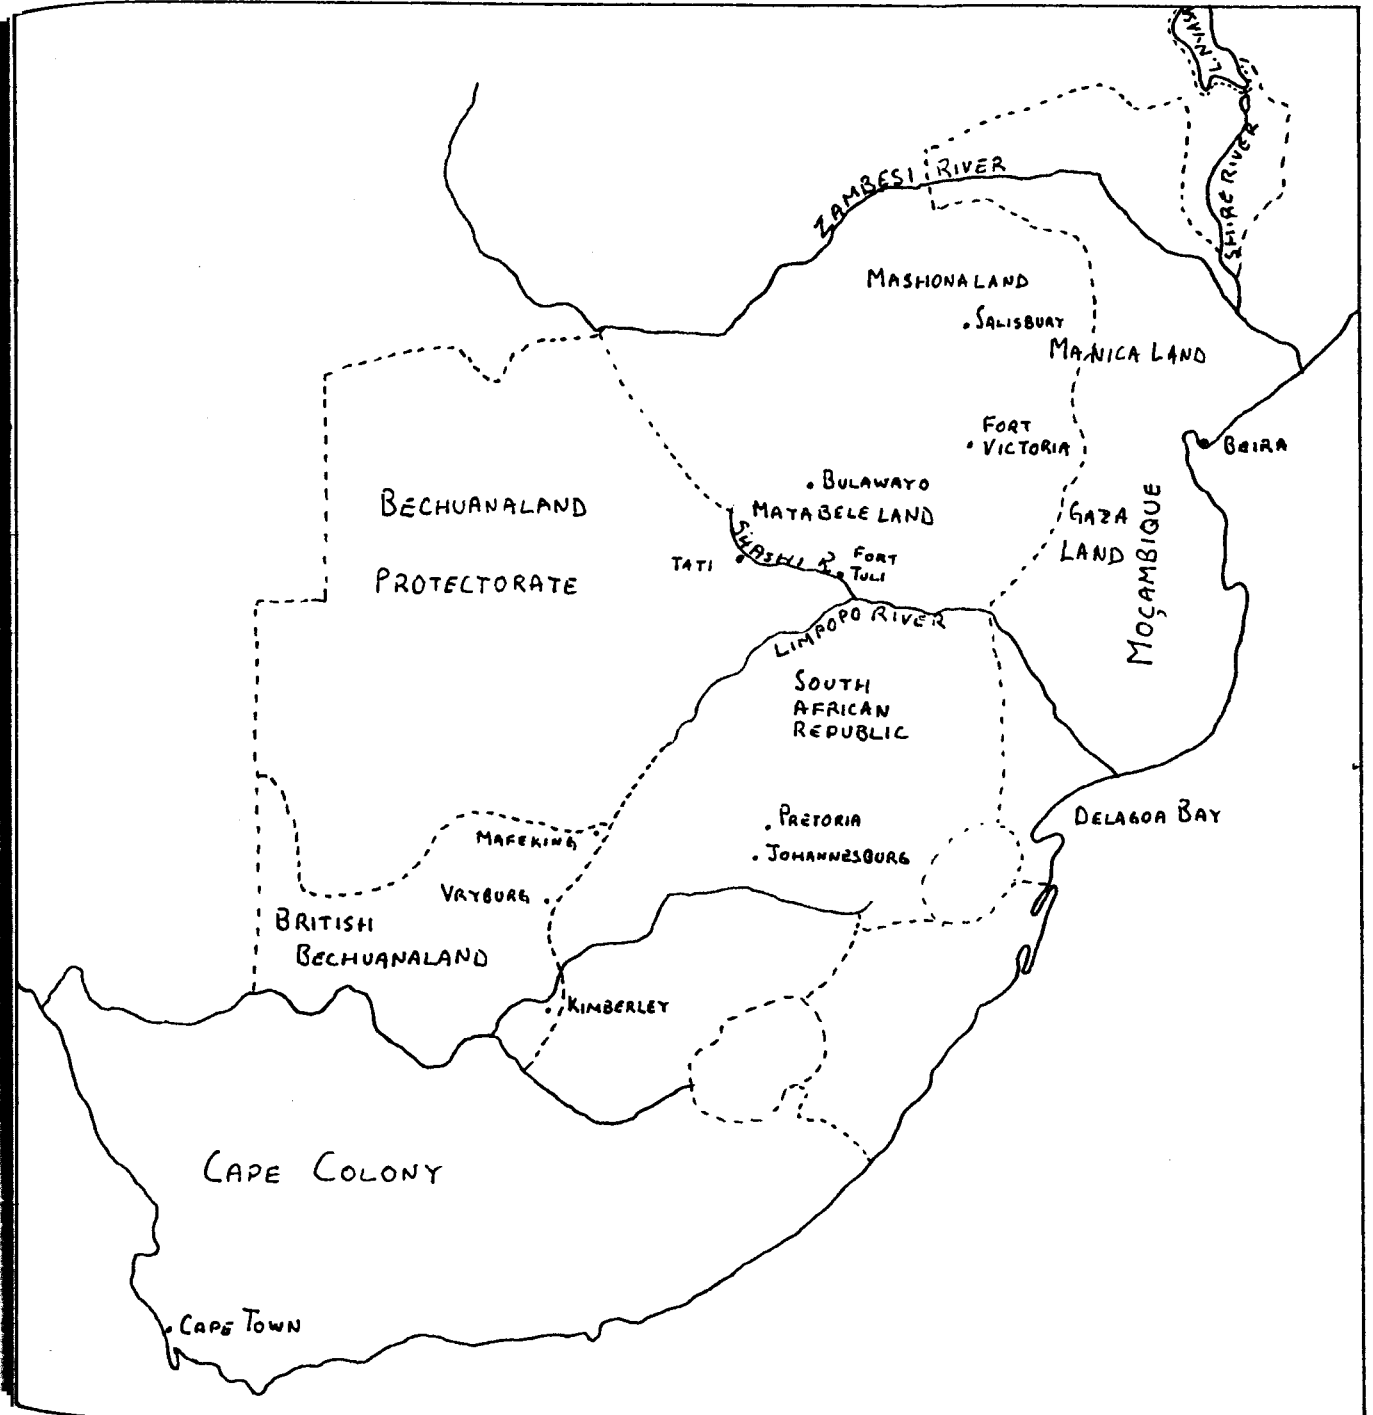 L. NYASA
SHIRE RIVER
ZAMBESI RIVER
MASHONALAND
SALISBURY
MANICA LAND
FORT
VICTORIA
BEIRA
BULAWAYO
MATABELE LAND
BECHUANALAND
PROTECTORATE
GAZA
LAND
MOÇAMBIQUE
SHASHI R
TATI
FORT
TULI
LIMPOPO RIVER
SOUTH
AFRICAN
REPUBLIC
PRETORIA
JOHANNESBURG
DELAGOA BAY
MAFEKING
VRYBURG
BRITISH
BECHUANALAND
KIMBERLEY
CAPE COLONY
CAPE TOWN